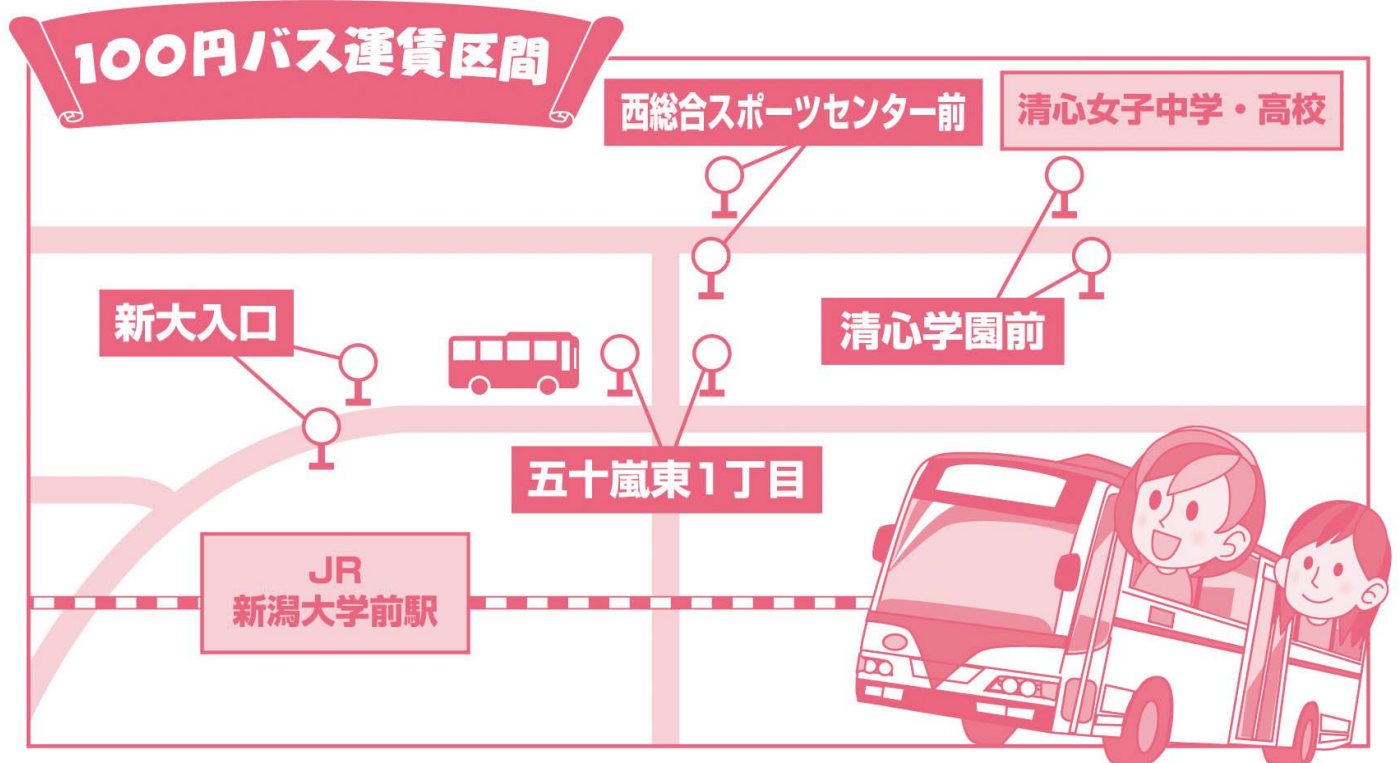 100円バス運賃区間
西総合スポーツセンター前
清心女子中学・高校
新大入口
清心学園前
五十嵐東1丁目
JR
新潟大学前駅